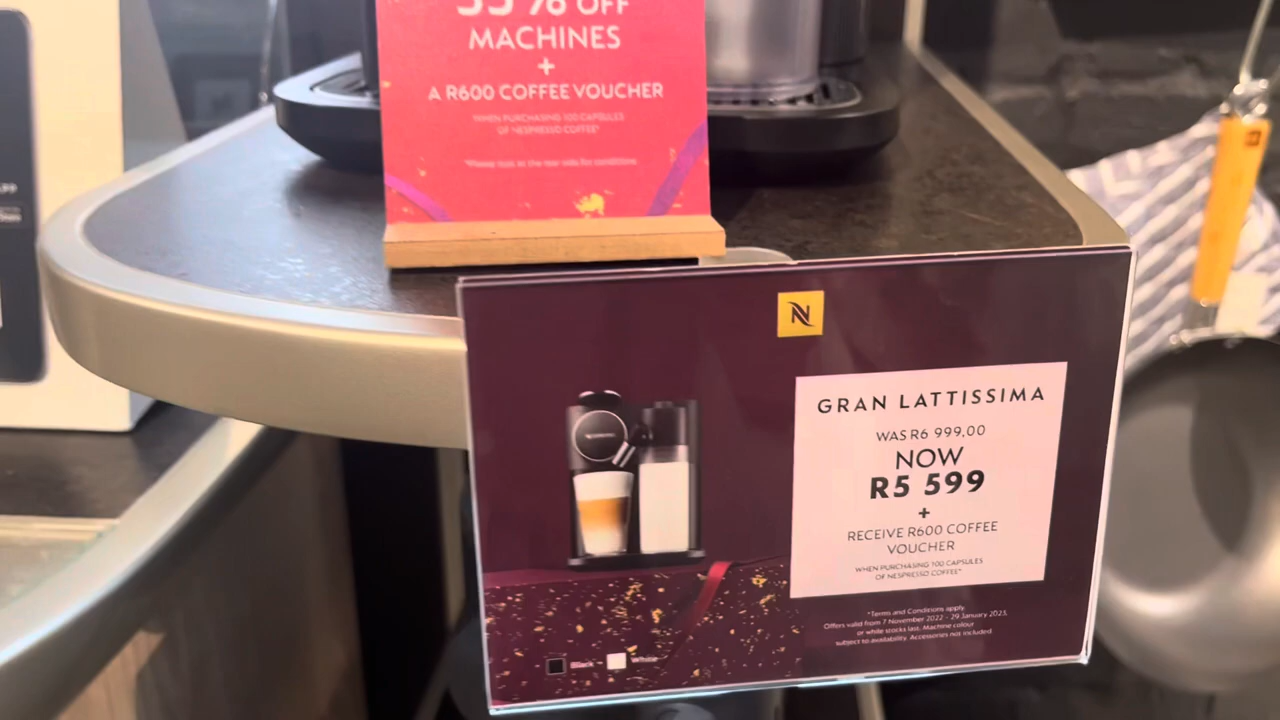 % OFF
MACHINES
+
A R600 COFFEE VOUCHER
WHEN PURCHASING 100 CAPSULES
OF NESPRESSO COFFEE*
*Please look at the rear side for conditions
N
GRAN LATTISSIMA
WAS R6 999,00
NOW
R5 599
+
RECEIVE R600 COFFEE
VOUCHER
WHEN PURCHASING 100 CAPSULES
OF NESPRESSO COFFEE*
*Terms and Conditions apply.
Offers valid from 7 November 2022 - 29 January 2023,
or while stocks last. Machine colour
subject to availability. Accessories not included.
Black
White